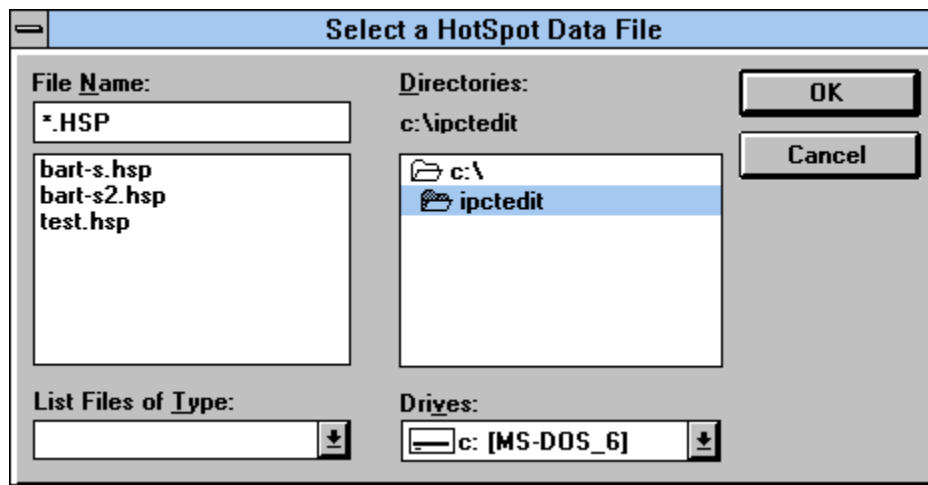 Select a HotSpot Data File
File Name:
*.HSP
bart-s.hsp
bart-s2.hsp
test.hsp
List Files of Type:
Directories:
c:\ipctedit
c:\
ipctedit
Drives:
c: [MS-DOS_6]
OK
Cancel